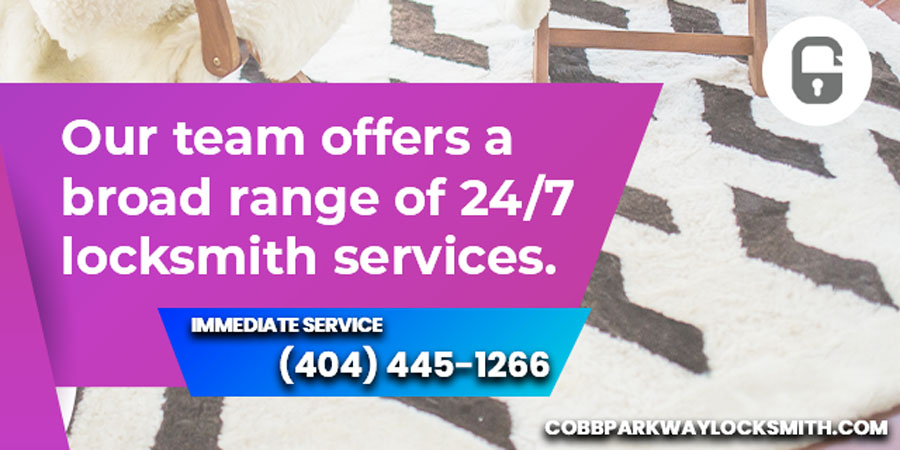 Our team offers a
broad range of 24/7
locksmith services.
IMMEDIATE SERVICE
(404) 445-1266
COBBPARKWAYLOCKSMITH.COM